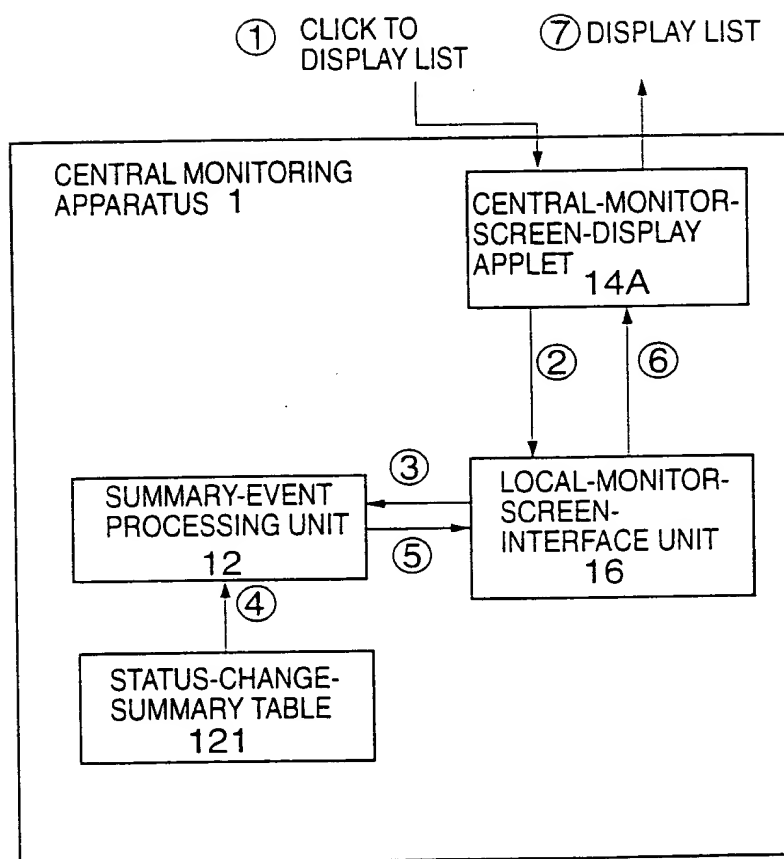 ① CLICK TO
DISPLAY LIST
⑦ DISPLAY LIST
CENTRAL MONITORING
APPARATUS 1
CENTRAL-MONITOR-
SCREEN-DISPLAY
APPLET
14A
②
⑥
③
SUMMARY-EVENT
PROCESSING UNIT
12
⑤
LOCAL-MONITOR-
SCREEN-
INTERFACE UNIT
16
④
STATUS-CHANGE-
SUMMARY TABLE
121